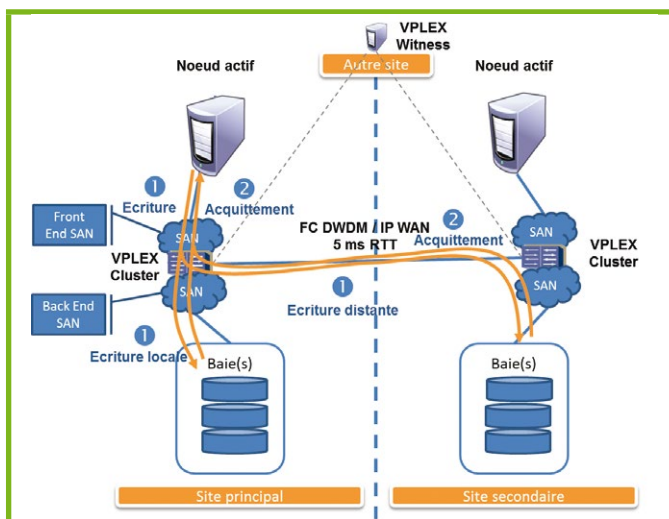 VPLEX
Witness
Autre site
Noeud actif
Noeud actif
1
Ecriture
2
Acquittement
Front
End SAN
SAN
VPLEX
Cluster
FC DWDM / IP WAN
5 ms RTT
2
Acquittement
SAN
VPLEX
Cluster
Back End
SAN
SAN
1
Ecriture distante
SAN
1
Ecriture locale
Baie(s)
Baie(s)
Site principal
Site secondaire